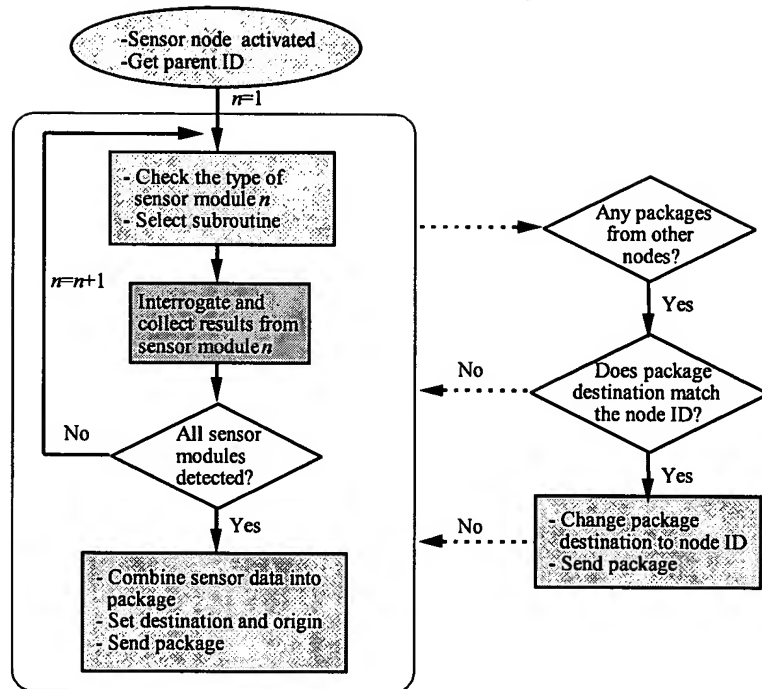 -Sensor node activated
-Get parent ID
n=1
- Check the type of
sensor module n
- Select subroutine
n=n+1
Interrogate and
collect results from
sensor module n
No
All sensor
modules
detected?
Yes
- Combine sensor data into
package
- Set destination and origin
- Send package
Any packages
from other
nodes?
Yes
No
Does package
destination match
the node ID?
Yes
No
- Change package
destination to node ID
- Send package